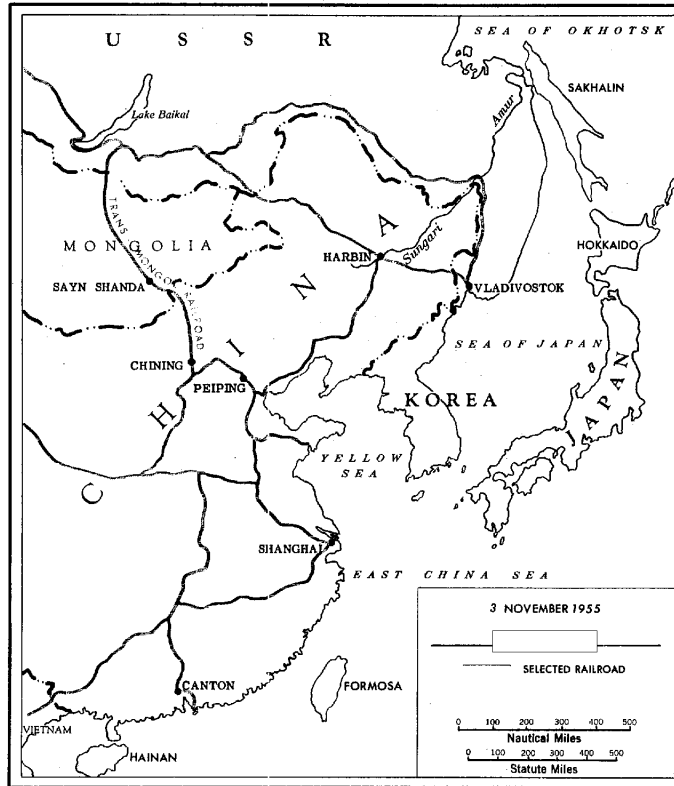 U S S R
SEA OF OKHOTSK
SAKHALIN
Lake Baikal
Amur
TRANS-MONGOL RAILROAD
MONGOLIA
HARBIN
Sungari
HOKKAIDO
SAYN SHANDA
VLADIVOSTOK
SEA OF JAPAN
CHINING
PEIPING
KOREA
JAPAN
CHINA
YELLOW
SEA
SHANGHAI
EAST CHINA SEA
CANTON
FORMOSA
VIETNAM
HAINAN
3 NOVEMBER 1955
SELECTED RAILROAD
0 100 200 300 400 500
Nautical Miles
0 100 200 300 400 500
Statute Miles